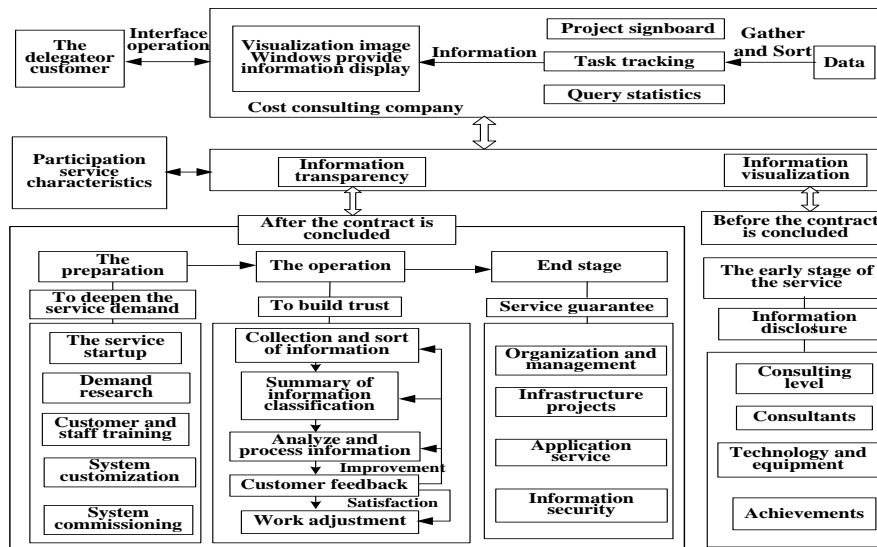 The
delegateor
customer
Interface
operation
Visualization image
Windows provide
information display
Information
Project signboard
Task tracking
Query statistics
Gather
and Sort
Data
Cost consulting company
Participation
service
characteristics
Information
transparency
Information
visualization
After the contract is
concluded
Before the contract
is concluded
The
preparation
The operation
End stage
The early stage of
the service
To deepen the
service demand
To build trust
Service guarantee
Information
disclosure
The service
startup
Demand
research
Customer and
staff training
System
customization
System
commissioning
Collection and sort
of information
Summary of
information
classification
Analyze and
process information
Improvement
Customer feedback
Satisfaction
Work adjustment
Organization and
management
Infrastructure
projects
Application
service
Information
security
Consulting
level
Consultants
Technology and
equipment
Achievements